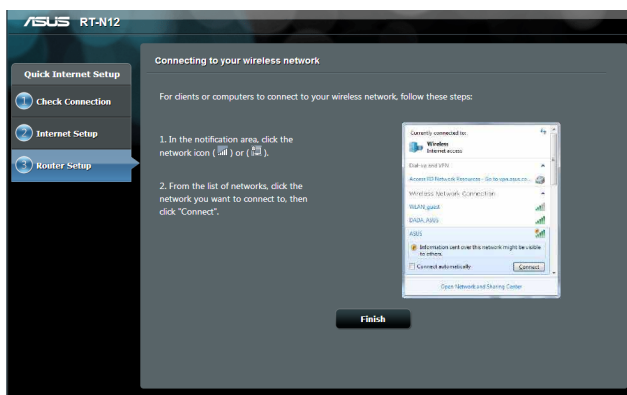 ASUS RT-N12
Quick Internet Setup
1 Check Connection
2 Internet Setup
3 Router Setup
Connecting to your wireless network
For clients or computers to connect to your wireless network, follow these steps:
1. In the notification area, click the
network icon ( ) or ( ).
2. From the list of networks, click the
network you want to connect to, then
click "Connect".
Currently connected to:
Wireless
Internet access
Dial-up and VPN
Wireless Network Connection
WLAN_guest
DADA_ASUS
ASUS
Information sent over this network might be visible
to others.
Connect automatically
Connect
Open Network and Sharing Center
Finish